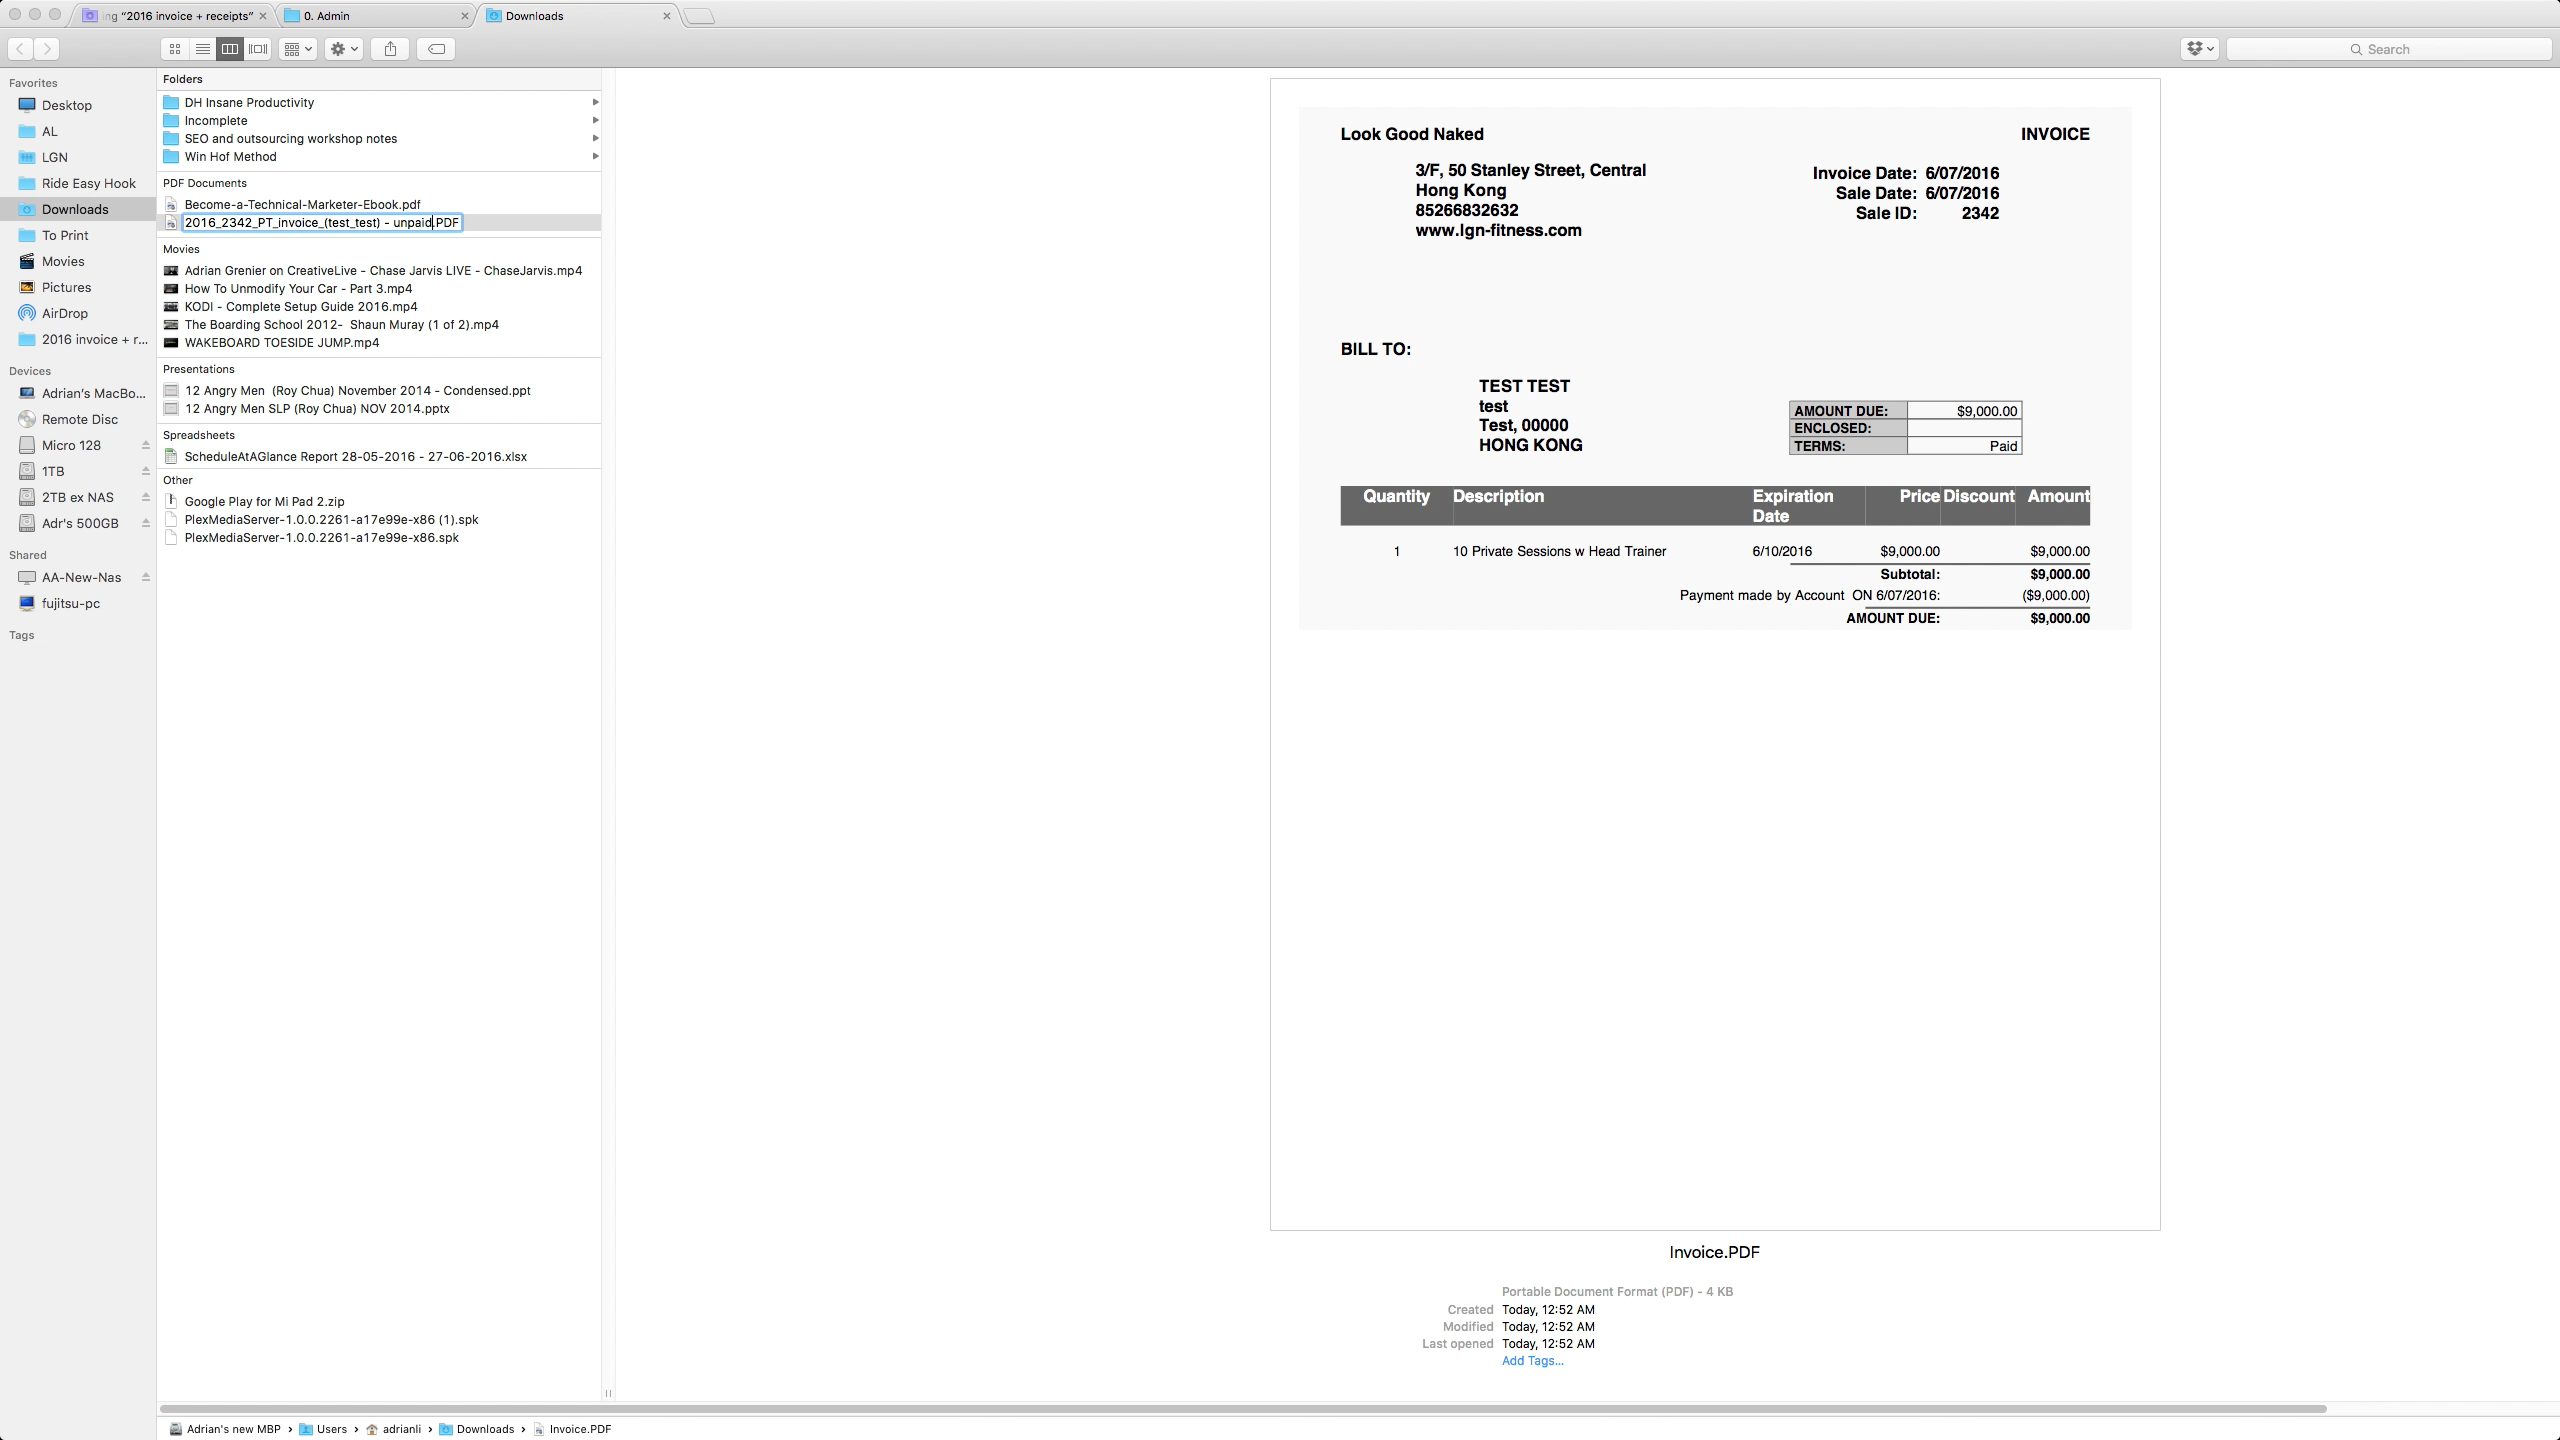 ng "2016 invoice + receipts"
0. Admin
Downloads
Search
Favorites
Desktop
AL
LGN
Ride Easy Hook
Downloads
To Print
Movies
Pictures
AirDrop
2016 invoice + r...
Devices
Adrian's MacBo...
Remote Disc
Micro 128
1TB
2TB ex NAS
Adr's 500GB
Shared
AA-New-Nas
fujitsu-pc
Tags
Folders
DH Insane Productivity
Incomplete
SEO and outsourcing workshop notes
Win Hof Method
PDF Documents
Become-a-Technical-Marketer-Ebook.pdf
2016_2342_PT_invoice_(test_test) - unpaid.PDF
Movies
Adrian Grenier on CreativeLive - Chase Jarvis LIVE - ChaseJarvis.mp4
How To Unmodify Your Car - Part 3.mp4
KODI - Complete Setup Guide 2016.mp4
The Boarding School 2012- Shaun Muray (1 of 2).mp4
WAKEBOARD TOESIDE JUMP.mp4
Presentations
12 Angry Men (Roy Chua) November 2014 - Condensed.ppt
12 Angry Men SLP (Roy Chua) NOV 2014.pptx
Spreadsheets
ScheduleAtAGlance Report 28-05-2016 - 27-06-2016.xlsx
Other
Google Play for Mi Pad 2.zip
PlexMediaServer-1.0.0.2261-a17e99e-x86 (1).spk
PlexMediaServer-1.0.0.2261-a17e99e-x86.spk
Look Good Naked INVOICE
3/F, 50 Stanley Street, Central
Hong Kong
85266832632
www.lgn-fitness.com
Invoice Date: 6/07/2016
Sale Date: 6/07/2016
Sale ID: 2342
BILL TO:
TEST TEST
test
Test, 00000
HONG KONG
AMOUNT DUE: $9,000.00
ENCLOSED:
TERMS: Paid
Quantity Description Expiration Date Price Discount Amount
1 10 Private Sessions w Head Trainer 6/10/2016 $9,000.00 $9,000.00
Subtotal: $9,000.00
Payment made by Account ON 6/07/2016: ($9,000.00)
AMOUNT DUE: $9,000.00
Invoice.PDF
Portable Document Format (PDF) - 4 KB
Created Today, 12:52 AM
Modified Today, 12:52 AM
Last opened Today, 12:52 AM
Add Tags...
Adrian's new MBP › Users › adrianli › Downloads › Invoice.PDF